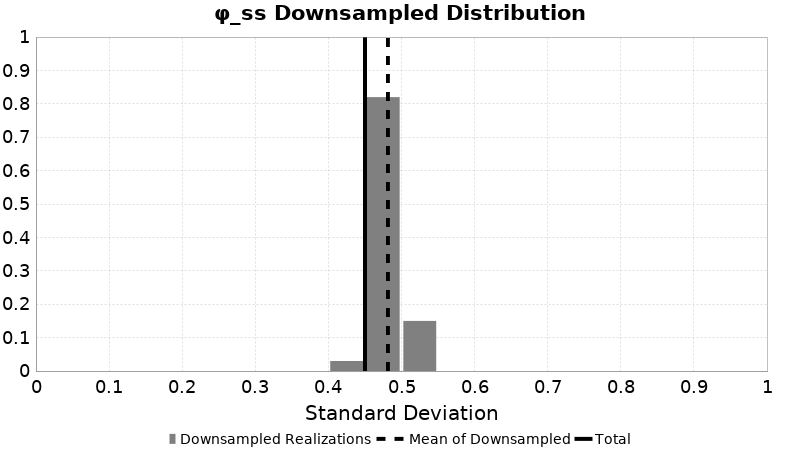 φ_ss Downsampled Distribution
1
0.9
0.8
0.7
0.6
0.5
0.4
0.3
0.2
0.1
0
0 0.1 0.2 0.3 0.4 0.5 0.6 0.7 0.8 0.9 1
Standard Deviation
Downsampled Realizations Mean of Downsampled Total